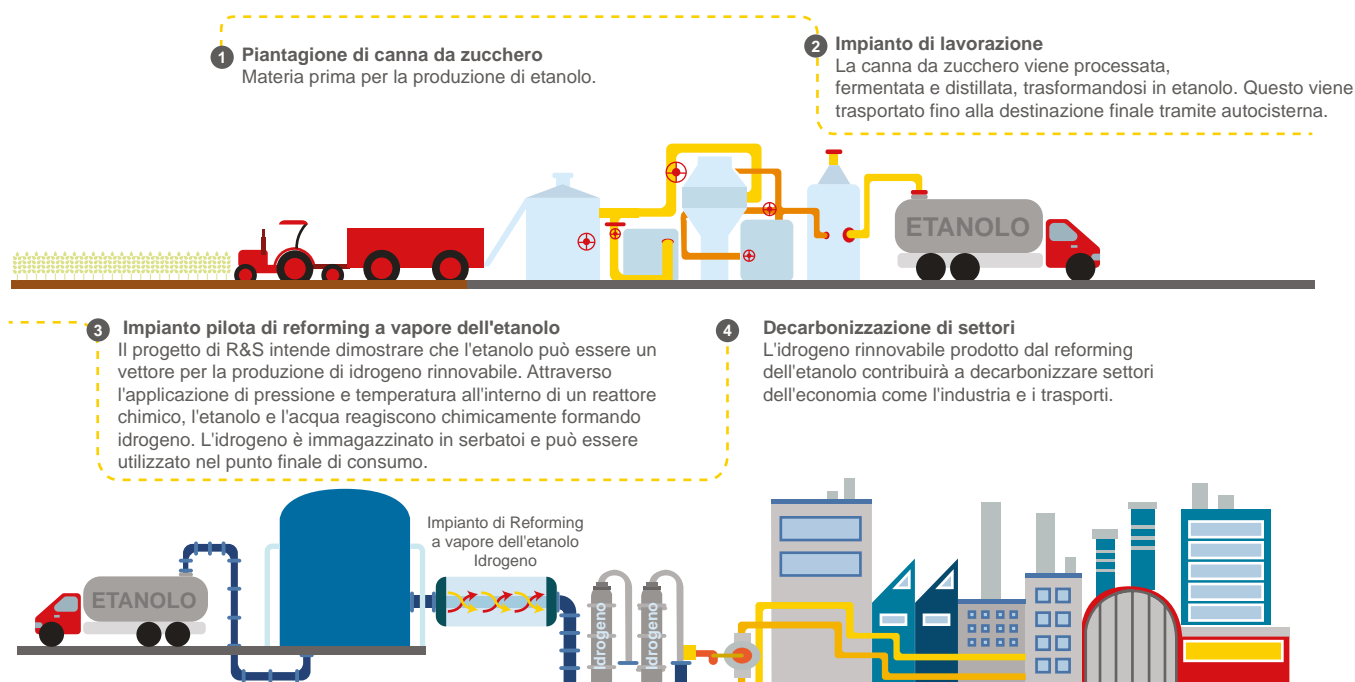 1 Piantagione di canna da zucchero
Materia prima per la produzione di etanolo.
2 Impianto di lavorazione
La canna da zucchero viene processata,
fermentata e distillata, trasformandosi in etanolo. Questo viene
trasportato fino alla destinazione finale tramite autocisterna.
ETANOLO
3 Impianto pilota di reforming a vapore dell'etanolo
Il progetto di R&S intende dimostrare che l'etanolo può essere un
vettore per la produzione di idrogeno rinnovabile. Attraverso
l'applicazione di pressione e temperatura all'interno di un reattore
chimico, l'etanolo e l'acqua reagiscono chimicamente formando
idrogeno. L'idrogeno è immagazzinato in serbatoi e può essere
utilizzato nel punto finale di consumo.
4 Decarbonizzazione di settori
L'idrogeno rinnovabile prodotto dal reforming
dell'etanolo contribuirà a decarbonizzare settori
dell'economia come l'industria e i trasporti.
Impianto di Reforming
a vapore dell'etanolo
Idrogeno
ETANOLO
Idrogeno
Idrogeno